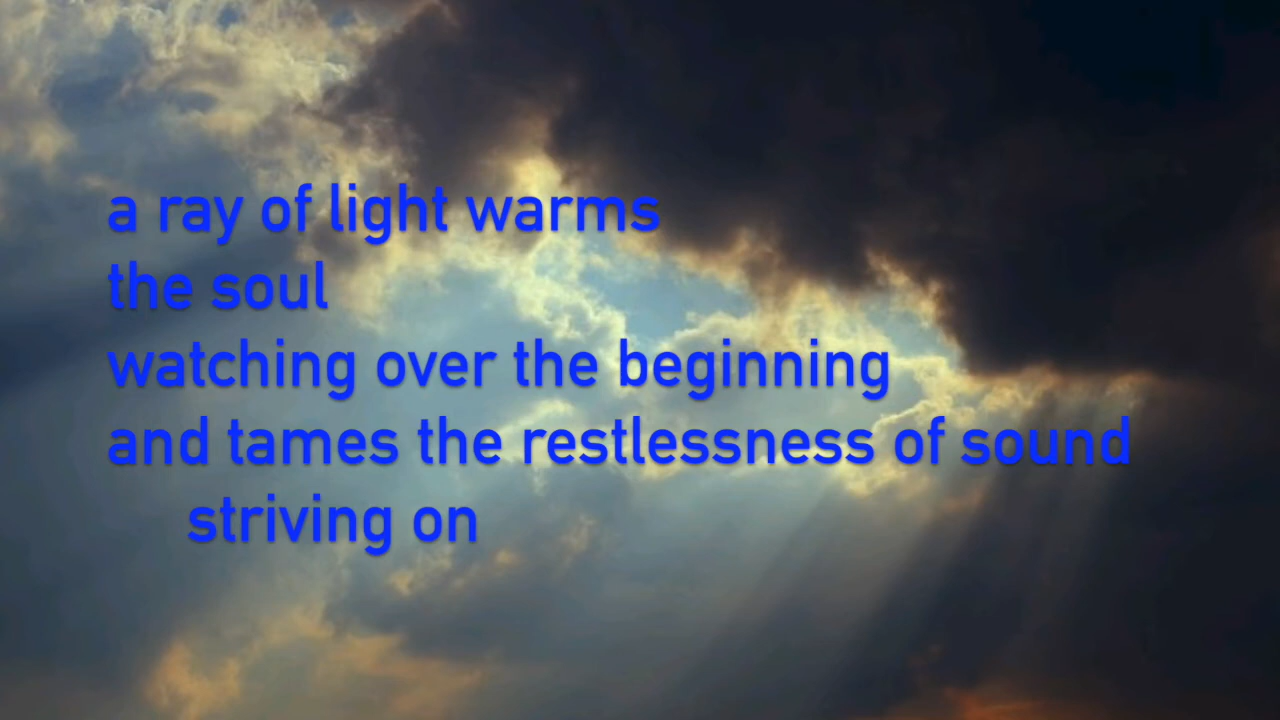 a ray of light warms
the soul
watching over the beginning
and tames the restlessness of sound
striving on